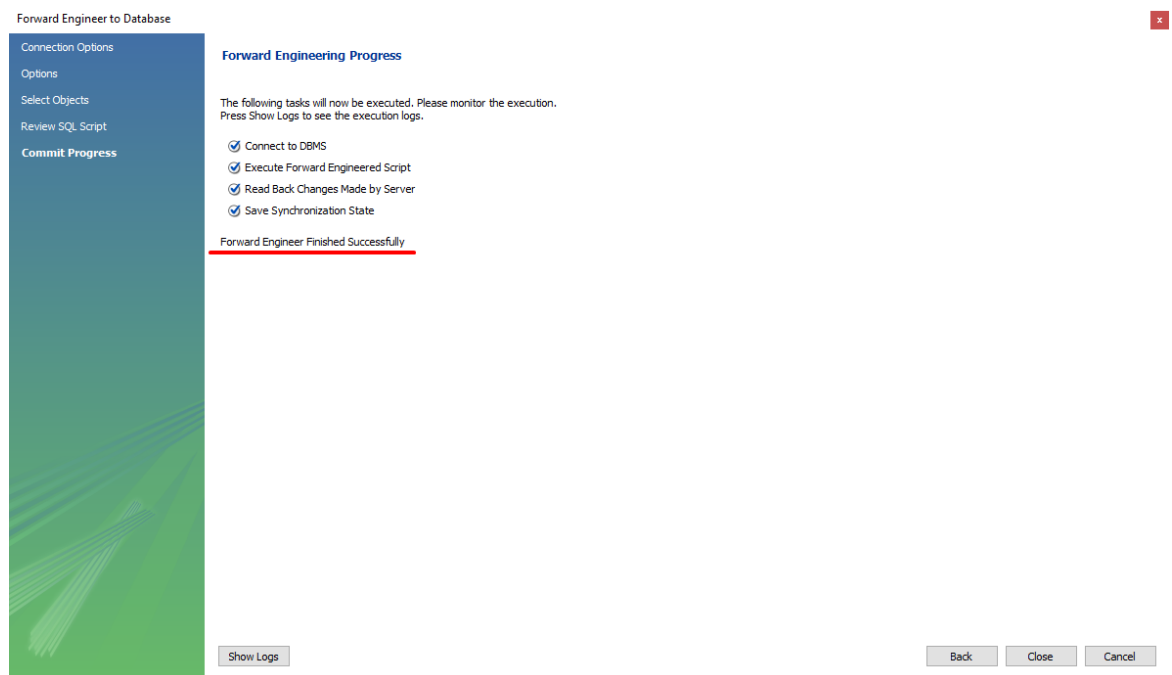 Forward Engineer to Database
x
Connection Options
Options
Select Objects
Review SQL Script
Commit Progress
Forward Engineering Progress
The following tasks will now be executed. Please monitor the execution.
Press Show Logs to see the execution logs.
Connect to DBMS
Execute Forward Engineered Script
Read Back Changes Made by Server
Save Synchronization State
Forward Engineer Finished Successfully
Show Logs
Back
Close
Cancel